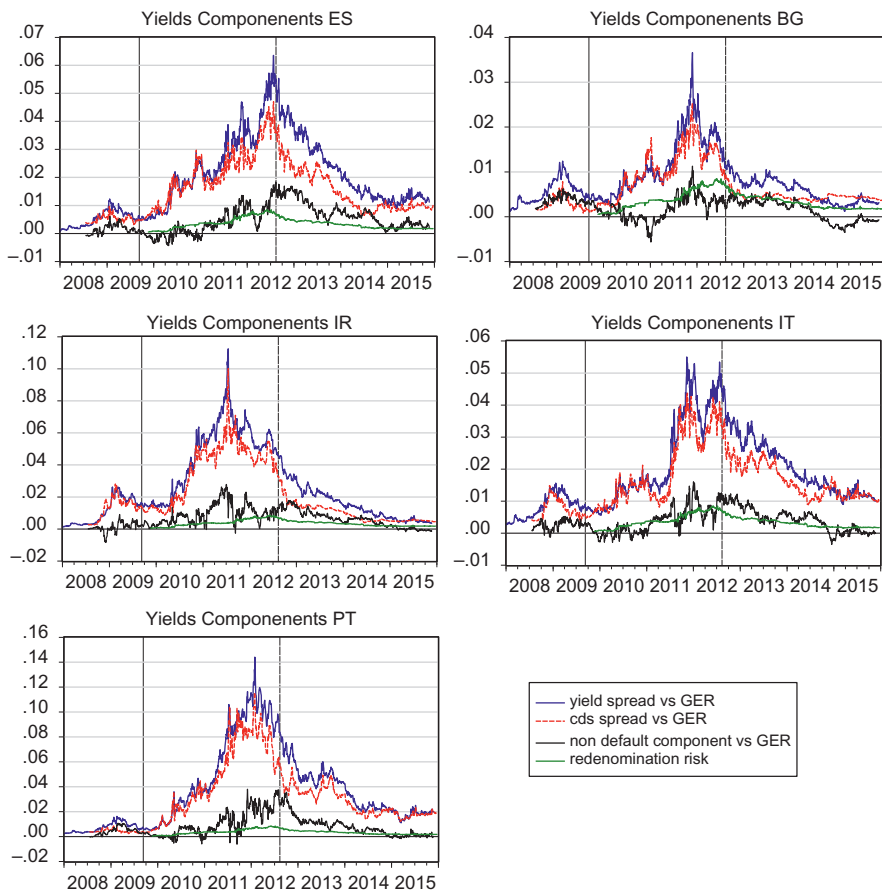 Yields Componenents ES
.07
.06
.05
.04
.03
.02
.01
.00
–.01
2008 2009 2010 2011 2012 2013 2014 2015
Yields Componenents BG
.04
.03
.02
.010
.00
–.01
2008 2009 2010 2011 2012 2013 2014 2015
Yields Componenents IR
.12
.10
.08
.06
.04
.02
.00
–.02
2008 2009 2010 2011 2012 2013 2014 2015
Yields Componenents IT
.06
.05
.04
.03
.02
.01
.00
–.01
2008 2009 2010 2011 2012 2013 2014 2015
Yields Componenents PT
.16
.14
.12
.10
.08
.06
.04
.02
.00
–.02
2008 2009 2010 2011 2012 2013 2014 2015
yield spread vs GER
cds spread vs GER
non default component vs GER
redenomination risk